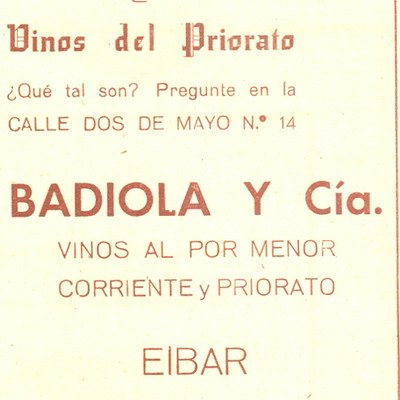 Vinos del Priorato
¿Qué tal son? Pregunte en la
CALLE DOS DE MAYO N.º 14
BADIOLA Y Cía.
VINOS AL POR MENOR
CORRIENTE y PRIORATO
EIBAR